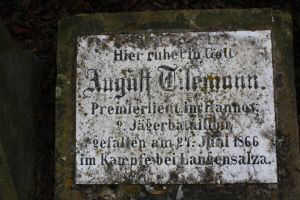 Hier ruhet in Gott
August Tilemann.
Premierlieut. im Hannov.
2. Jägerbataillon,
gefallen am 27. Juni 1866
im Kampfe bei Langensalza.